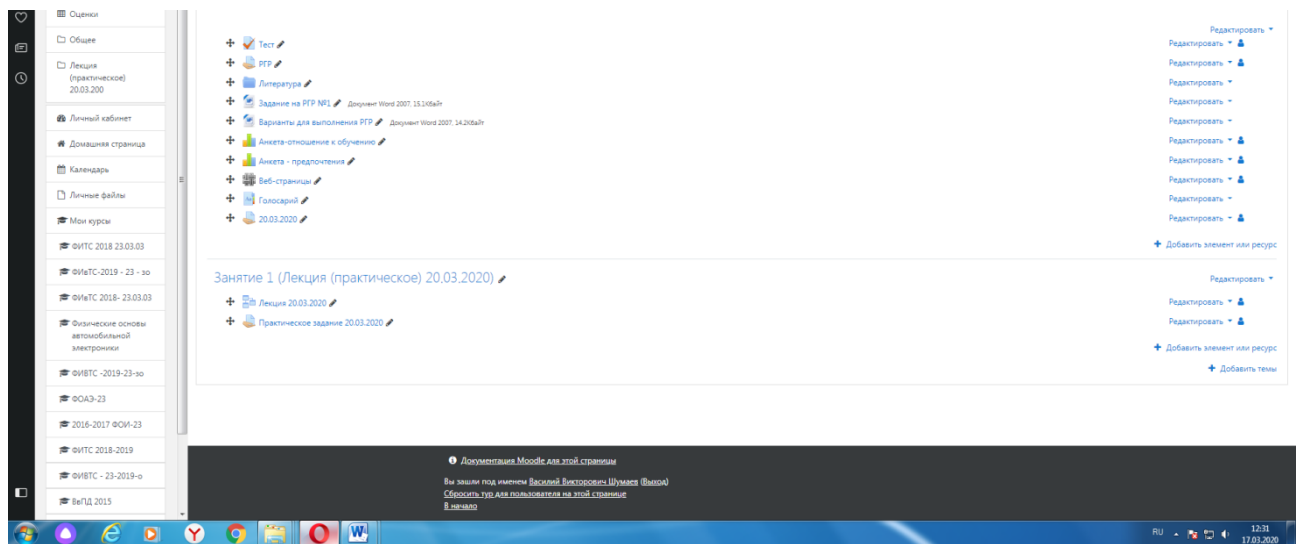 Оценки
Общее
Лекция
(практическое)
20.03.200
Личный кабинет
Домашняя страница
Календарь
Личные файлы
Мои курсы
ФИТС 2018 23.03.03
ФИвТС-2019 - 23 - зо
ФИвТС 2018- 23.03.03
Физические основы
автомобильной
электроники
ФИВТС -2019-23-зо
ФОАЭ-23
2016-2017 ФОИ-23
ФИТС 2018-2019
ФИВТС - 23-2019-о
ВеПД 2015
Редактировать
Тест Редактировать
РГР Редактировать
Литература Редактировать
Задание на РГР №1 Документ Word 2007, 15.1Кбайт Редактировать
Варианты для выполнения РГР Документ Word 2007, 14.2Кбайт Редактировать
Анкета-отношение к обучению Редактировать
Анкета - предпочтения Редактировать
Веб-страницы Редактировать
Голосарий Редактировать
20.03.2020 Редактировать
Добавить элемент или ресурс
Занятие 1 (Лекция (практическое) 20.03.2020) Редактировать
Лекция 20.03.2020 Редактировать
Практическое задание 20.03.2020 Редактировать
Добавить элемент или ресурс
Добавить темы
Документация Moodle для этой страницы
Вы зашли под именем Василий Викторович Шумаев (Выход)
Сбросить тур для пользователя на этой странице
В начало
RU 12:31
17.03.2020